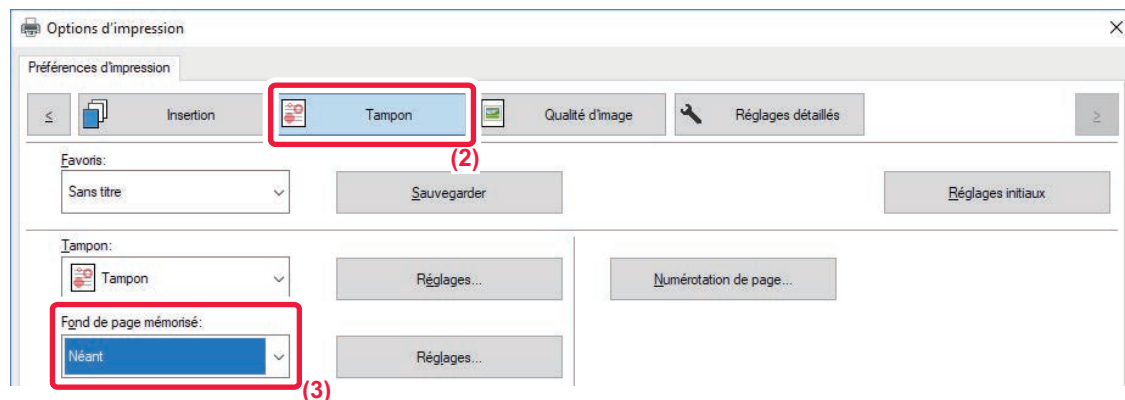 Options d'impression
Préférences d'impression
< Insertion Tampon Qualité d'image Réglages détaillés >
(2)
Favoris:
Sans titre Sauvegarder Réglages initiaux
Tampon:
Tampon Réglages... Numérotation de page...
Fond de page mémorisé:
Néant Réglages...
(3)